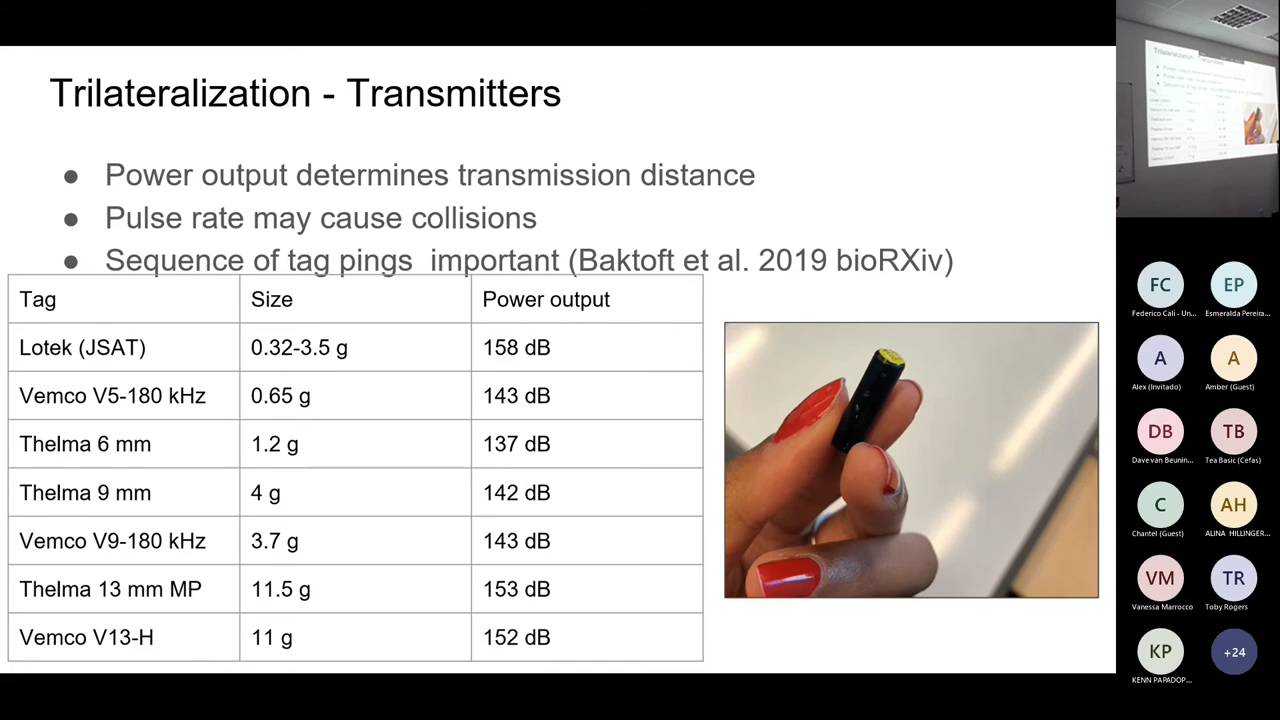 Trilateralization - Transmitters
● Power output determines transmission distance
● Pulse rate may cause collisions
● Sequence of tag pings  important (Baktoft et al. 2019 bioRXiv)
Tag Size Power output
Lotek (JSAT) 0.32-3.5 g 158 dB
Vemco V5-180 kHz 0.65 g 143 dB
Thelma 6 mm 1.2 g 137 dB
Thelma 9 mm 4 g 142 dB
Vemco V9-180 kHz 3.7 g 143 dB
Thelma 13 mm MP 11.5 g 153 dB
Vemco V13-H 11 g 152 dB
Trilateralization - Transmitters
FC EP
Federico Cali - Un... Esmeralda Pereira...
A A
Alex (Invitado) Amber (Guest)
DB TB
Dave van Beunin... Tea Basic (Cefas)
C AH
Chantel (Guest) ALINA HILLINGER...
VM TR
Vanessa Marrocco Toby Rogers
KP +24
KENN PAPADOP...